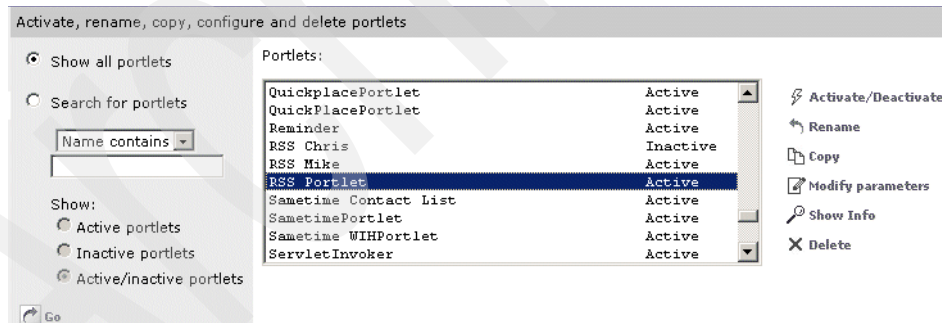 Activate, rename, copy, configure and delete portlets
Show all portlets
Search for portlets
Name contains
Show:
Active portlets
Inactive portlets
Active/inactive portlets
Go
Portlets:
QuickplacePortlet Active
QuickPlacePortlet Active
Reminder Active
RSS Chris Inactive
RSS Mike Active
RSS Portlet Active
Sametime Contact List Active
SametimePortlet Active
Sametime WIHPortlet Active
ServletInvoker Active
Activate/Deactivate
Rename
Copy
Modify parameters
Show Info
Delete